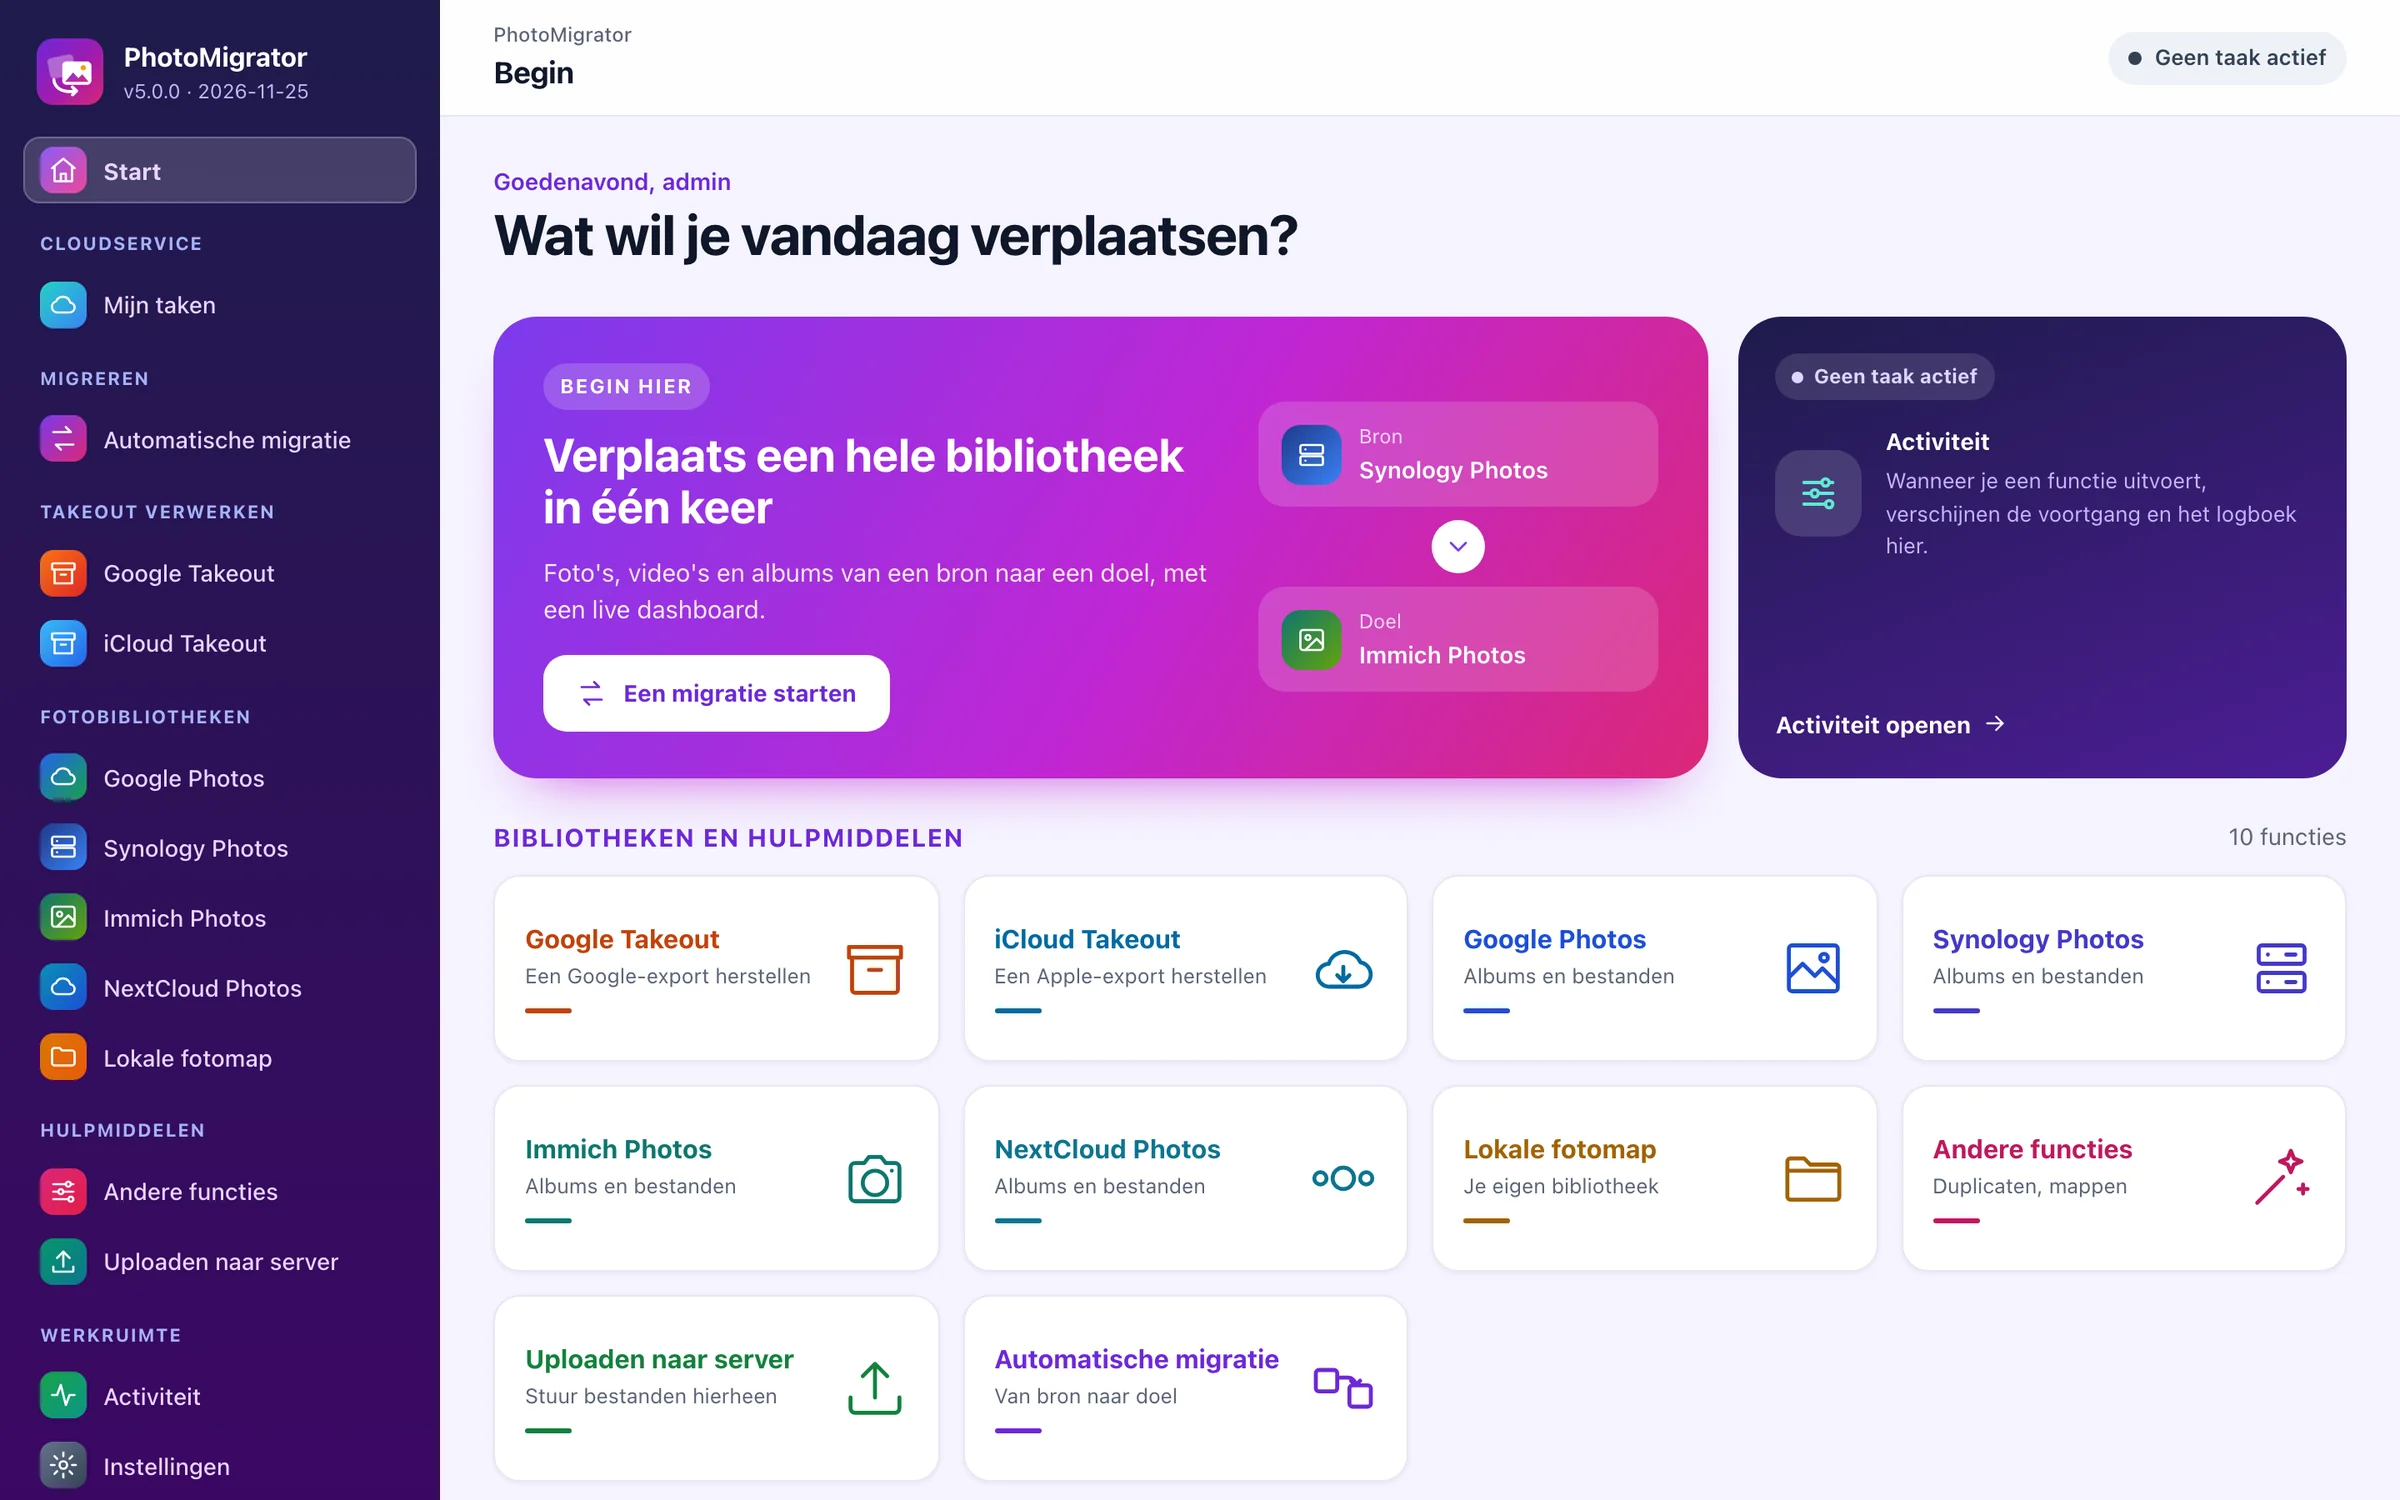 PhotoMigrator
v5.0.0 · 2026-11-25
Start
CLOUDSERVICE
Mijn taken
MIGREREN
Automatische migratie
TAKEOUT VERWERKEN
Google Takeout
iCloud Takeout
FOTOBIBLIOTHEKEN
Google Photos
Synology Photos
Immich Photos
NextCloud Photos
Lokale fotomap
HULPMIDDELEN
Andere functies
Uploaden naar server
WERKRUIMTE
Activiteit
Instellingen
PhotoMigrator
Begin
Geen taak actief
Goedenavond, admin
Wat wil je vandaag verplaatsen?
BEGIN HIER
Verplaats een hele bibliotheek
in één keer
Foto's, video's en albums van een bron naar een doel, met
een live dashboard.
Een migratie starten
Bron
Synology Photos
Doel
Immich Photos
Geen taak actief
Activiteit
Wanneer je een functie uitvoert,
verschijnen de voortgang en het logboek
hier.
Activiteit openen
BIBLIOTHEKEN EN HULPMIDDELEN
10 functies
Google Takeout
Een Google-export herstellen
iCloud Takeout
Een Apple-export herstellen
Google Photos
Albums en bestanden
Synology Photos
Albums en bestanden
Immich Photos
Albums en bestanden
NextCloud Photos
Albums en bestanden
Lokale fotomap
Je eigen bibliotheek
Andere functies
Duplicaten, mappen
Uploaden naar server
Stuur bestanden hierheen
Automatische migratie
Van bron naar doel